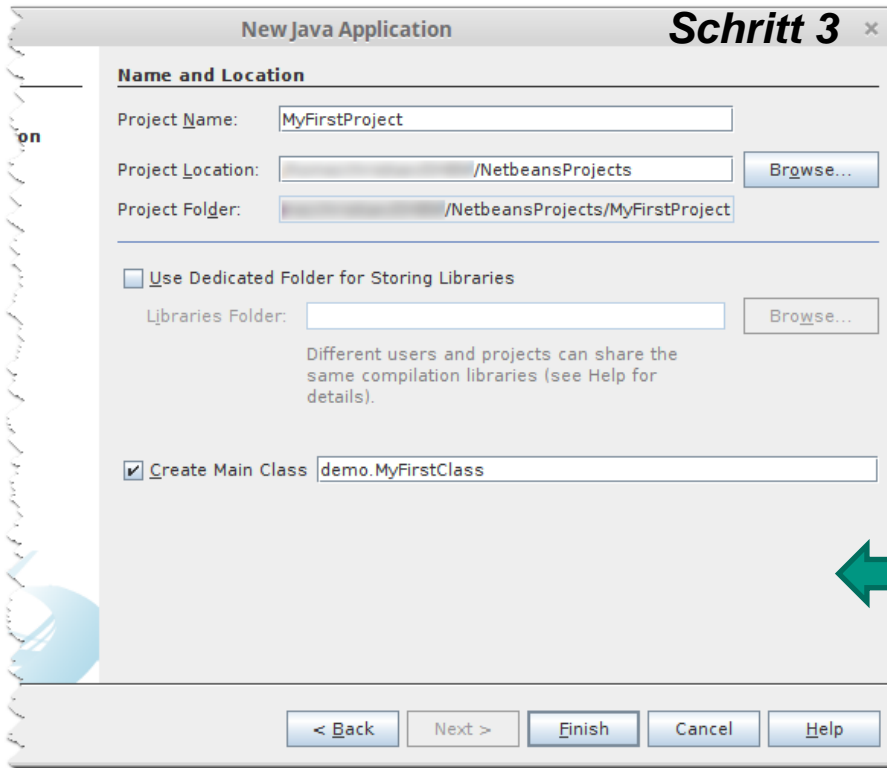 New Java Application
Schritt 3
Name and Location
on
Project Name: MyFirstProject
Project Location: /NetbeansProjects Browse...
Project Folder: /NetbeansProjects/MyFirstProject
Use Dedicated Folder for Storing Libraries
Libraries Folder: Browse...
Different users and projects can share the
same compilation libraries (see Help for
details).
Create Main Class demo.MyFirstClass
< Back Next > Finish Cancel Help